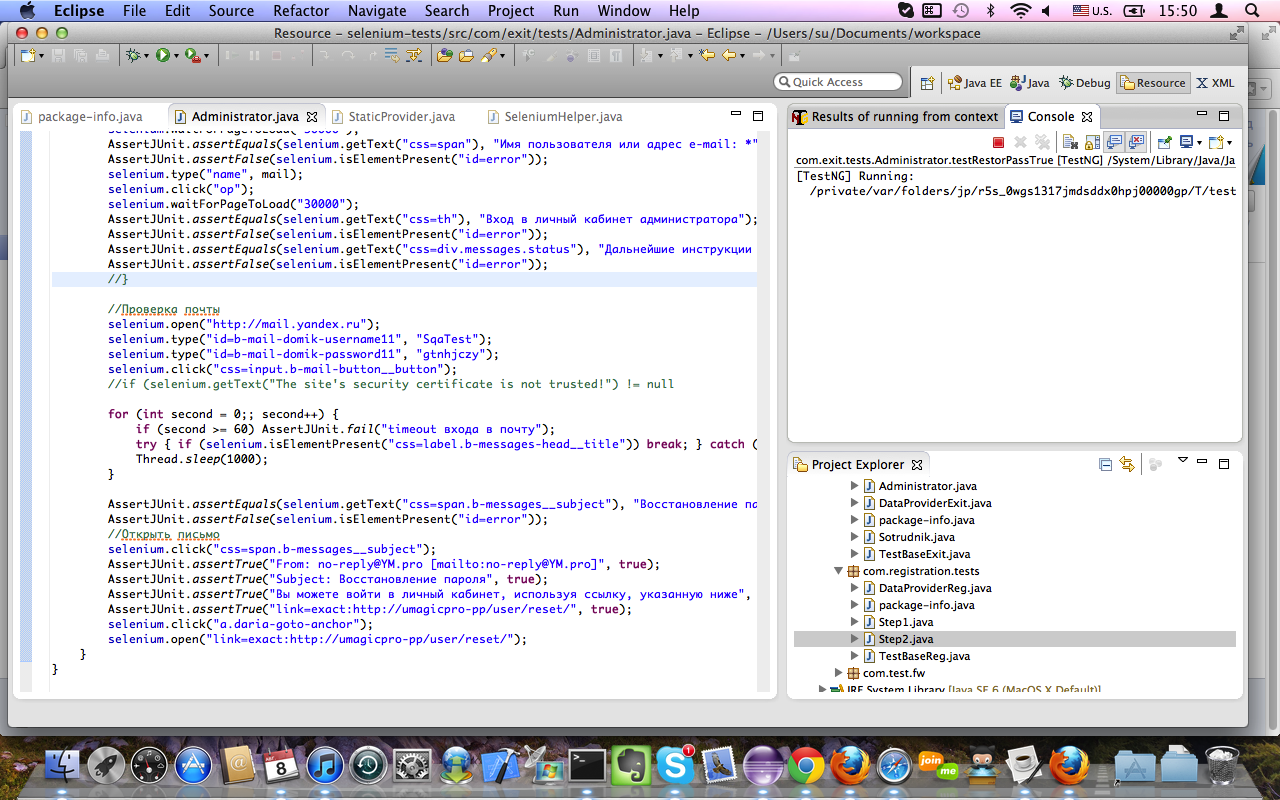 Eclipse File Edit Source Refactor Navigate Search Project Run Window Help U.S. 15:50
Resource – selenium-tests/src/com/exit/tests/Administrator.java – Eclipse – /Users/su/Documents/workspace
Quick Access Java EE Java Debug Resource XML
package-info.java Administrator.java StaticProvider.java SeleniumHelper.java
selenium.waitForPageToLoad("30000");
AssertJUnit.assertEquals(selenium.getText("css=span"), "Имя пользователя или адрес e-mail: *"
AssertJUnit.assertFalse(selenium.isElementPresent("id=error"));
selenium.type("name", mail);
selenium.click("op");
selenium.waitForPageToLoad("30000");
AssertJUnit.assertEquals(selenium.getText("css=th"), "Вход в личный кабинет администратора");
AssertJUnit.assertFalse(selenium.isElementPresent("id=error"));
AssertJUnit.assertEquals(selenium.getText("css=div.messages.status"), "Дальнейшие инструкции
AssertJUnit.assertFalse(selenium.isElementPresent("id=error"));
//}
//Проверка почты
selenium.open("http://mail.yandex.ru");
selenium.type("id=b-mail-domik-username11", "SqaTest");
selenium.type("id=b-mail-domik-password11", "gtnhjczy");
selenium.click("css=input.b-mail-button__button");
//if (selenium.getText("The site's security certificate is not trusted!") != null
for (int second = 0;; second++) {
if (second >= 60) AssertJUnit.fail("timeout входа в почту");
try { if (selenium.isElementPresent("css=label.b-messages-head__title")) break; } catch (
Thread.sleep(1000);
}
AssertJUnit.assertEquals(selenium.getText("css=span.b-messages__subject"), "Восстановление па
AssertJUnit.assertFalse(selenium.isElementPresent("id=error"));
//Открыть письмо
selenium.click("css=span.b-messages__subject");
AssertJUnit.assertTrue("From: no-reply@YM.pro [mailto:no-reply@YM.pro]", true);
AssertJUnit.assertTrue("Subject: Восстановление пароля", true);
AssertJUnit.assertTrue("Вы можете войти в личный кабинет, используя ссылку, указанную ниже",
AssertJUnit.assertTrue("link=exact:http://umagicpro-pp/user/reset/", true);
selenium.click("a.daria-goto-anchor");
selenium.open("link=exact:http://umagicpro-pp/user/reset/");
}
}
Results of running from context Console
com.exit.tests.Administrator.testRestorPassTrue [TestNG] /System/Library/Java/Ja
[TestNG] Running:
/private/var/folders/jp/r5s_0wgs1317jmdsddx0hpj00000gp/T/test
Project Explorer
Administrator.java
DataProviderExit.java
package-info.java
Sotrudnik.java
TestBaseExit.java
com.registration.tests
DataProviderReg.java
package-info.java
Step1.java
Step2.java
TestBaseReg.java
com.test.fw
JRE System Library [Java SE 6 (MacOS X Default)]
8
1
join
me